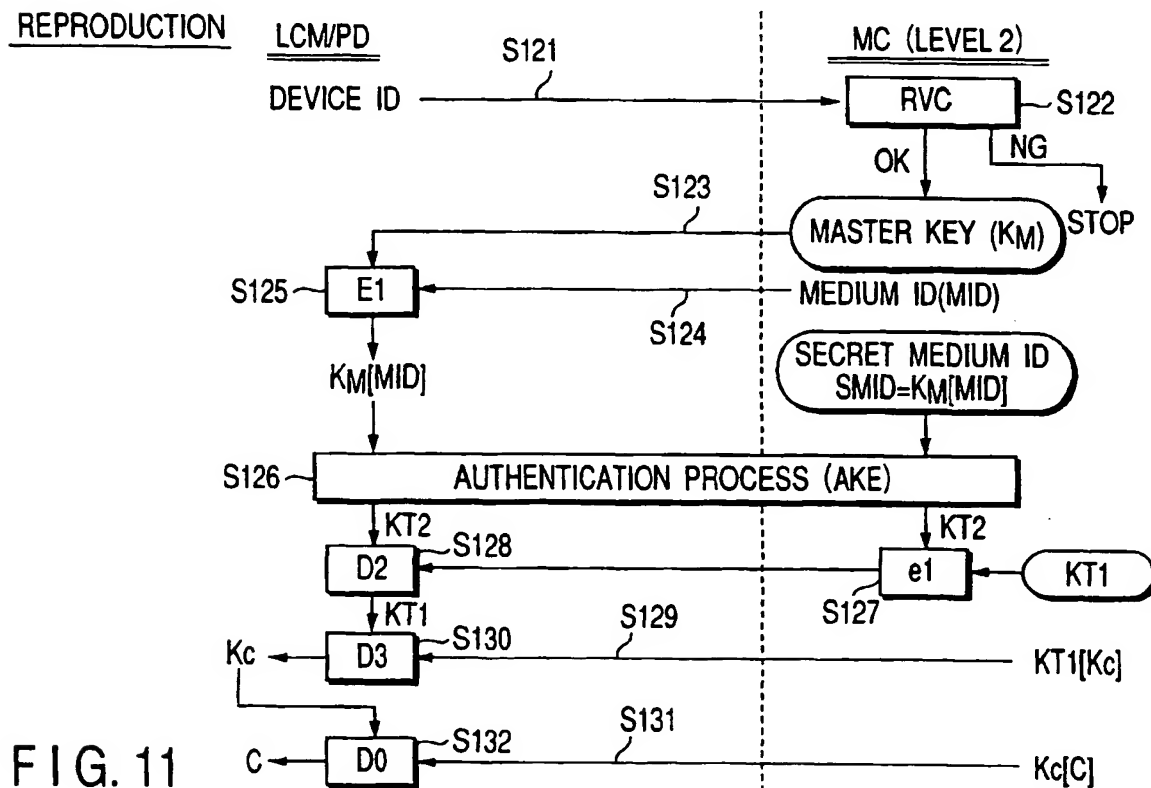 REPRODUCTION
LCM/PD
MC (LEVEL 2)
S121
DEVICE ID
RVC
S122
OK
NG
S123
STOP
MASTER KEY (KM)
S125
E1
MEDIUM ID(MID)
S124
SECRET MEDIUM ID
SMID=KM[MID]
KM[MID]
S126
AUTHENTICATION PROCESS (AKE)
KT2
KT2
S128
D2
e1
KT1
S127
KT1
S129
S130
Kc
D3
KT1[Kc]
S131
S132
C
D0
Kc[C]
FIG. 11